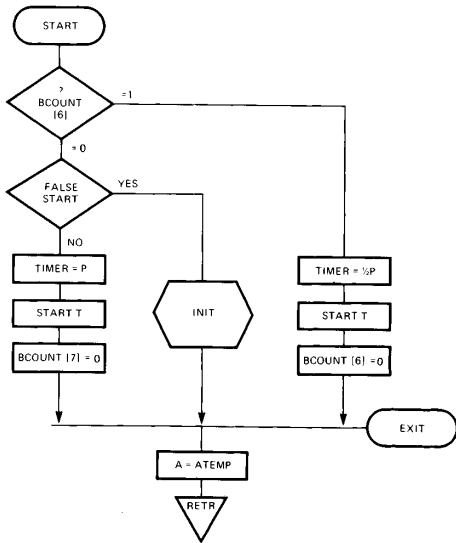 START
?
BCOUNT
[6]
=1
=0
FALSE
START
YES
NO
TIMER = P
START T
BCOUNT [7] = 0
INIT
TIMER = ½P
START T
BCOUNT [6] = 0
EXIT
A = ATEMP
RETR